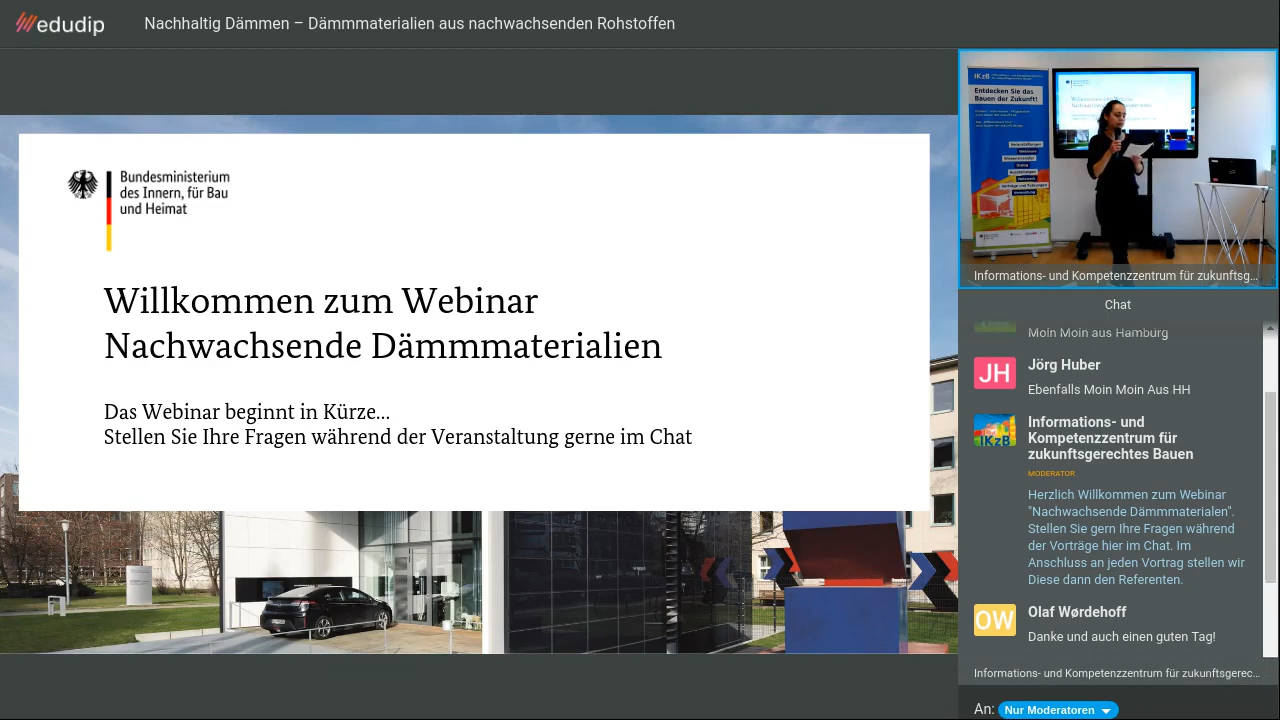 edudip
Nachhaltig Dämmen – Dämmmaterialien aus nachwachsenden Rohstoffen
Bundesministerium
des Innern, für Bau
und Heimat
Willkommen zum Webinar
Nachwachsende Dämmmaterialien
Das Webinar beginnt in Kürze...
Stellen Sie Ihre Fragen während der Veranstaltung gerne im Chat
IKzB
Entdecken Sie das
Bauen der Zukunft!
Informations- und Kompetenzzentrum für zukunftsg...
Chat
Moin Moin aus Hamburg
JH
Jörg Huber
Ebenfalls Moin Moin Aus HH
IKzB
Informations- und
Kompetenzzentrum für
zukunftsgerechtes Bauen
MODERATOR
Herzlich Willkommen zum Webinar
"Nachwachsende Dämmmaterialen".
Stellen Sie gern Ihre Fragen während
der Vorträge hier im Chat. Im
Anschluss an jeden Vortrag stellen wir
Diese dann den Referenten.
OW
Olaf Wørdehoff
Danke und auch einen guten Tag!
Informations- und Kompetenzzentrum für zukunftsgerec...
An: Nur Moderatoren